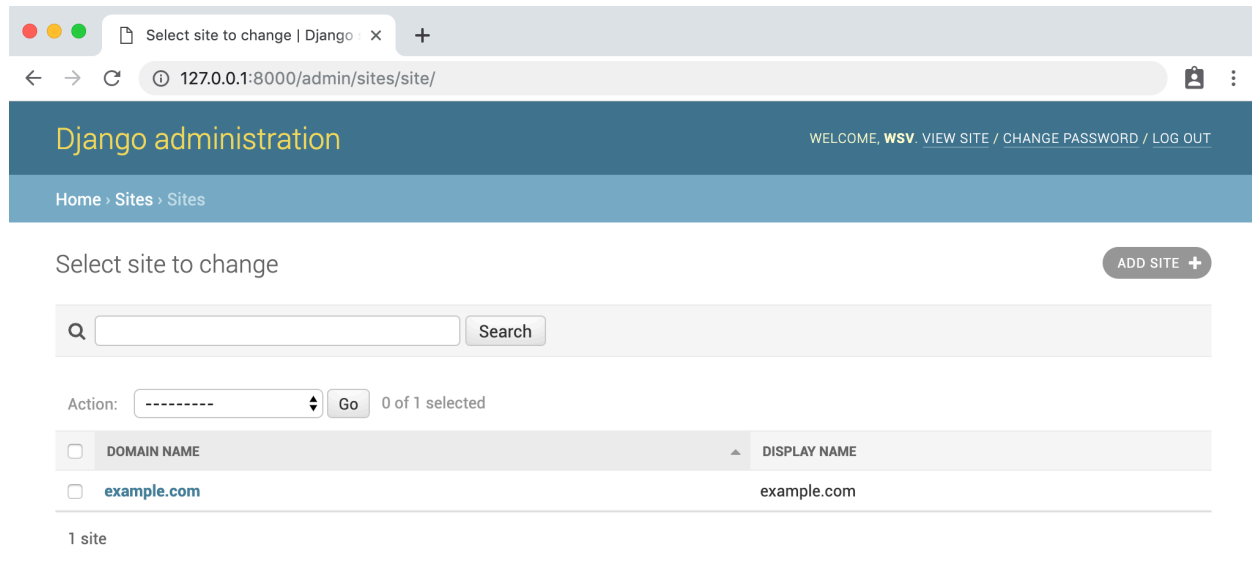 Select site to change | Django s
127.0.0.1:8000/admin/sites/site/
Django administration
WELCOME, WSV. VIEW SITE / CHANGE PASSWORD / LOG OUT
Home › Sites › Sites
Select site to change
ADD SITE +
Search
Action: --------- Go 0 of 1 selected
DOMAIN NAME DISPLAY NAME
example.com example.com
1 site